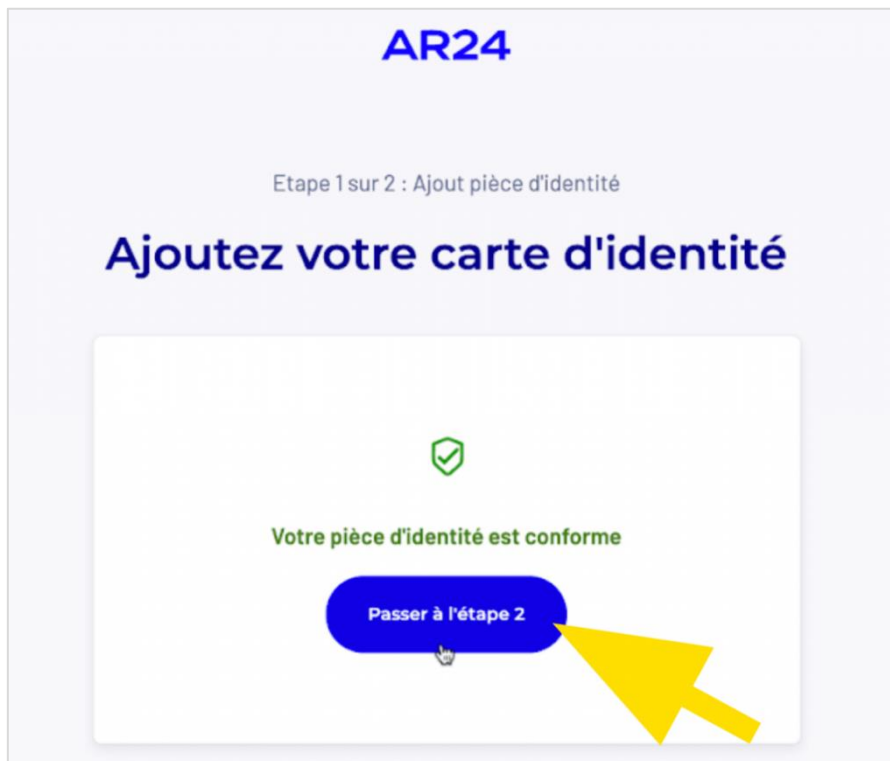 AR24
Etape 1 sur 2 : Ajout pièce d'identité
Ajoutez votre carte d'identité
Votre pièce d'identité est conforme
Passer à l'étape 2